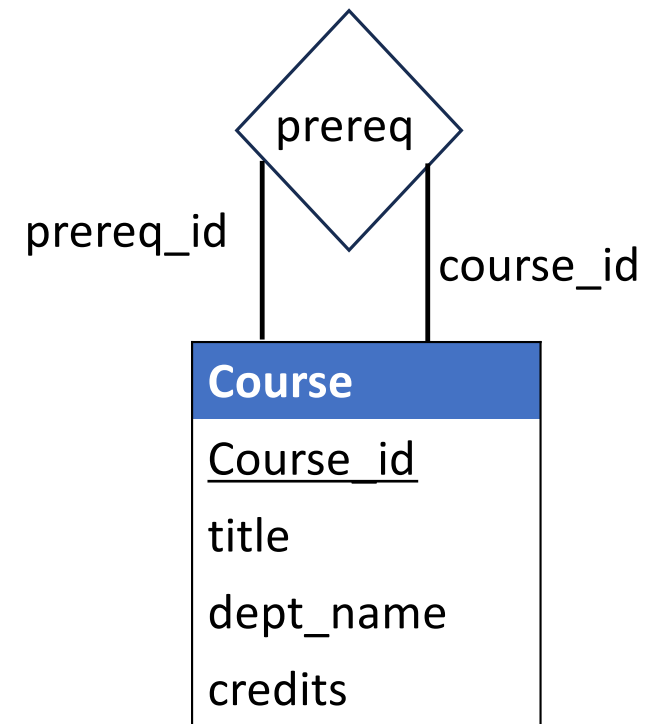 prereq
prereq_id
course_id
Course
Course_id
title
dept_name
credits